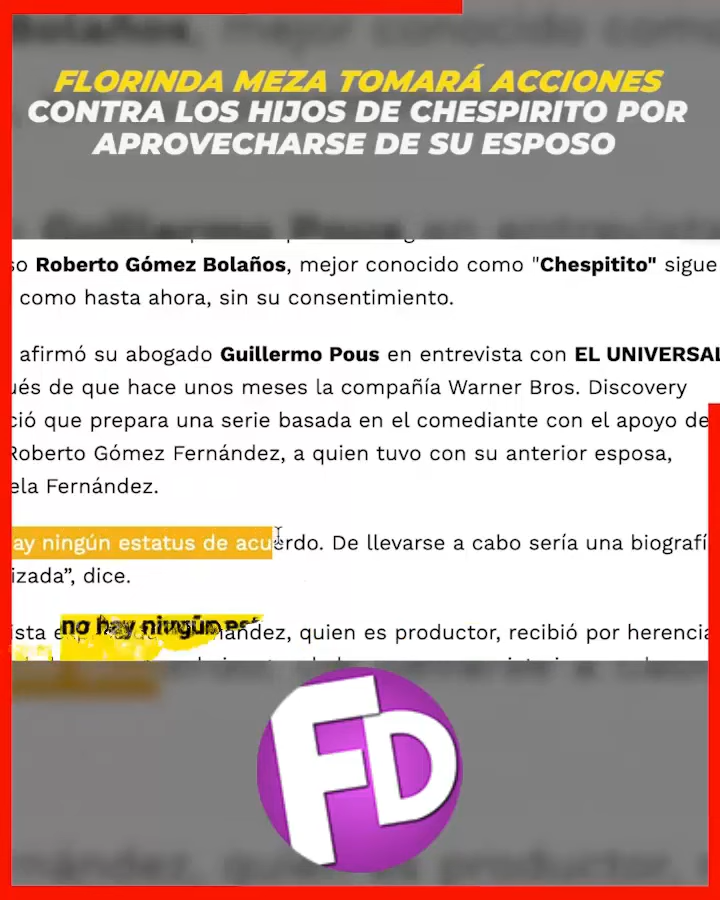 FLORINDA MEZA TOMARÁ ACCIONES
CONTRA LOS HIJOS DE CHESPIRITO POR
APROVECHARSE DE SU ESPOSO
so Roberto Gómez Bolaños, mejor conocido como "Chespitito" sigue
como hasta ahora, sin su consentimiento.
afirmó su abogado Guillermo Pous en entrevista con EL UNIVERSAL
ués de que hace unos meses la compañía Warner Bros. Discovery
ció que prepara una serie basada en el comediante con el apoyo de
Roberto Gómez Fernández, a quien tuvo con su anterior esposa,
ela Fernández.
ay ningún estatus de acuerdo. De llevarse a cabo sería una biografí
izada”, dice.
no hay ningún est
ista nández, quien es productor, recibió por herencia
FD